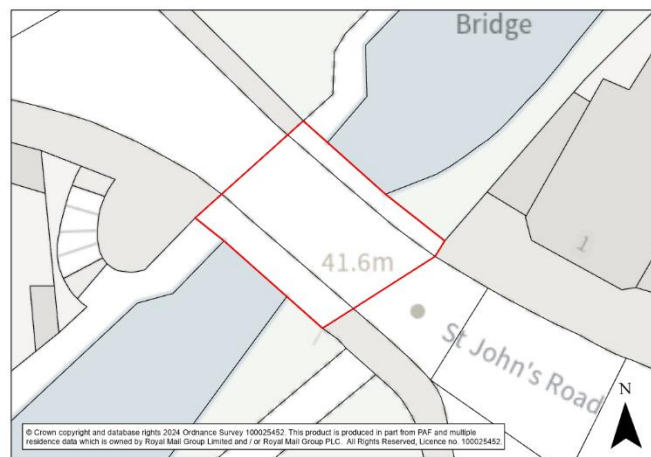 Bridge
1
41.6m
St John's Road
N
© Crown copyright and database rights 2024 Ordnance Survey 100025452. This product is produced in part from PAF and multiple
residence data which is owned by Royal Mail Group Limited and / or Royal Mail Group PLC. All Rights Reserved, Licence no. 100025452.